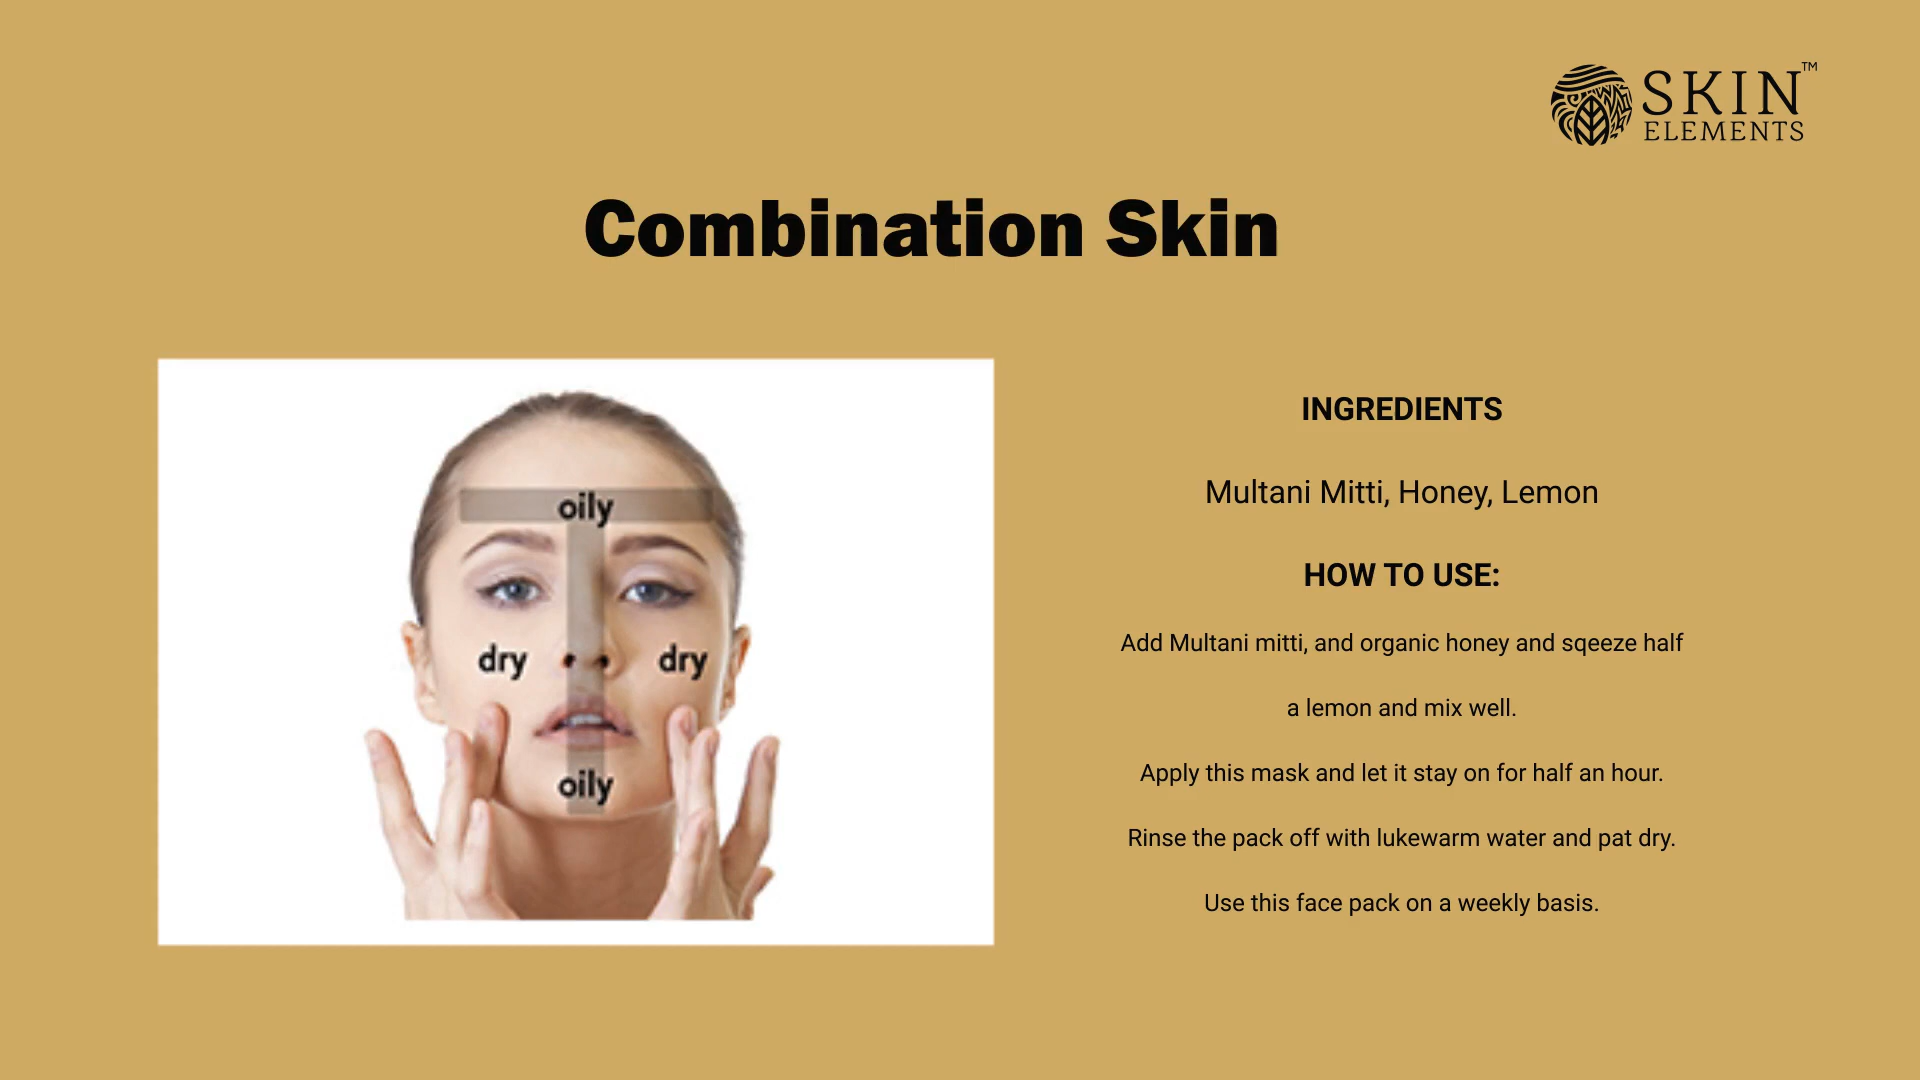 SKIN™
ELEMENTS
Combination Skin
oily
dry
dry
oily
INGREDIENTS
Multani Mitti, Honey, Lemon
HOW TO USE:
Add Multani mitti, and organic honey and sqeeze half
a lemon and mix well.
Apply this mask and let it stay on for half an hour.
Rinse the pack off with lukewarm water and pat dry.
Use this face pack on a weekly basis.